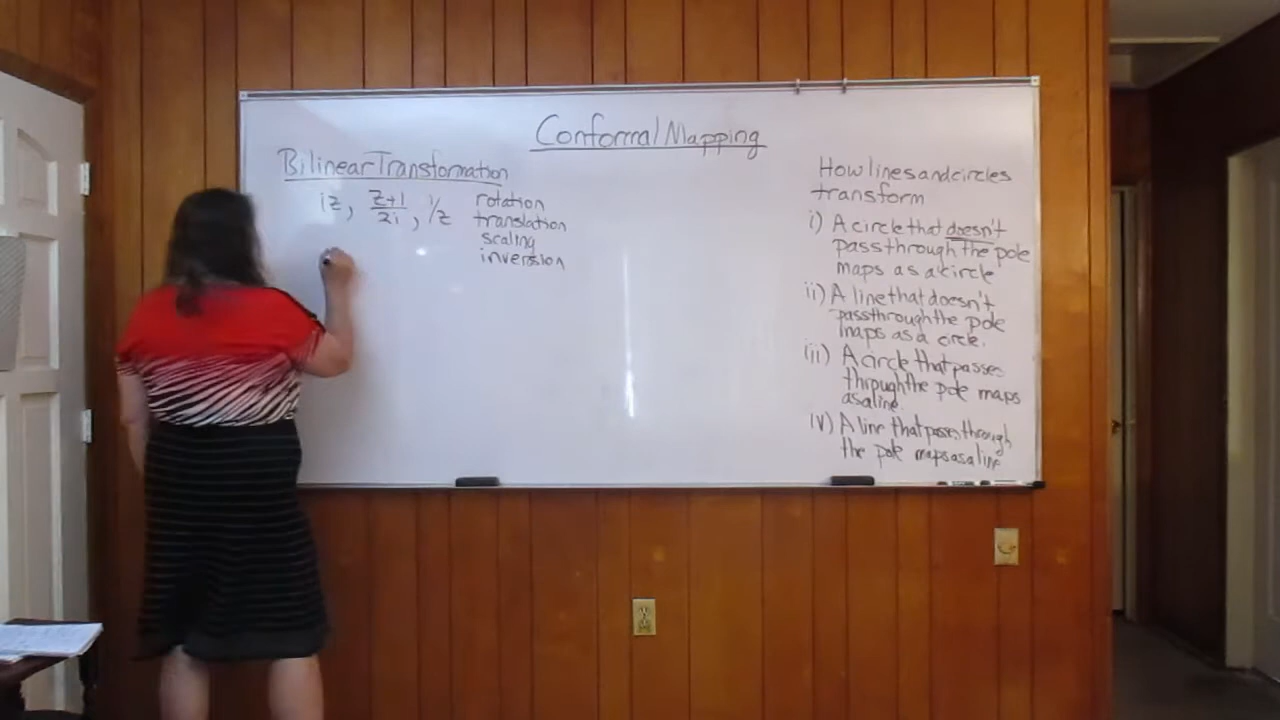 Conformal Mapping
Bilinear Transformation
iz, z+1/2i, 1/z
rotation
translation
scaling
inversion
How lines and circles
transform
i) A circle that doesn't
pass through the pole
maps as a circle
ii) A line that doesn't
pass through the pole
maps as a circle.
iii) A circle that passes
through the pole maps
as a line.
iv) A line that passes through
the pole maps as a line